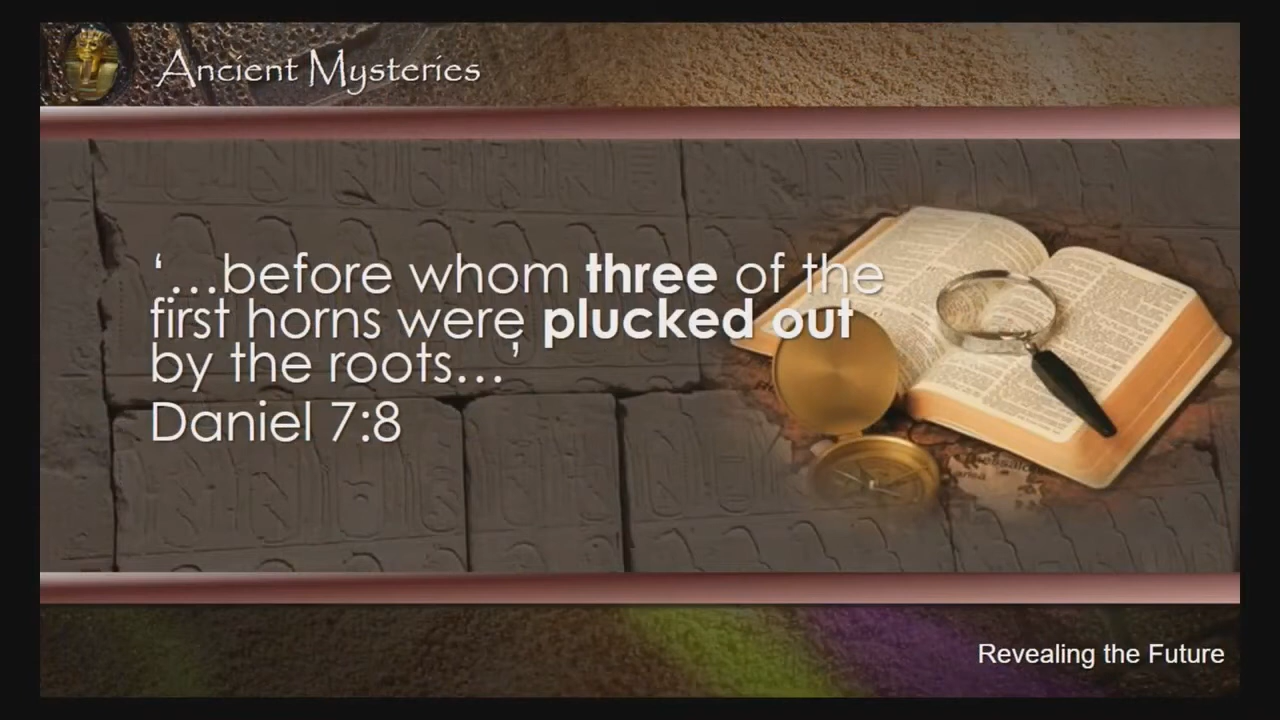 Ancient Mysteries
‘…before whom three of the
first horns were plucked out
by the roots…’
Daniel 7:8
Revealing the Future